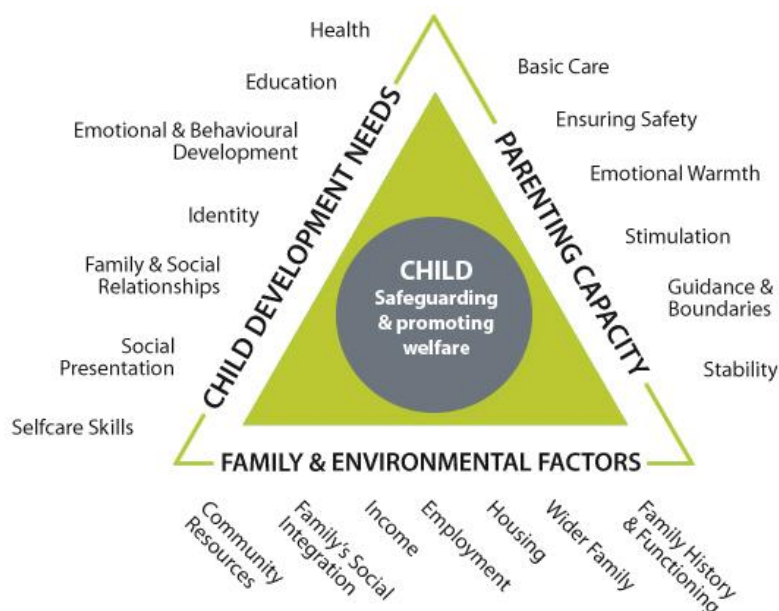 Health
Education
Emotional & Behavioural
Development
Identity
Family & Social
Relationships
Social
Presentation
Selfcare Skills
CHILD DEVELOPMENT NEEDS
CHILD
Safeguarding
& promoting
welfare
PARENTING CAPACITY
Basic Care
Ensuring Safety
Emotional Warmth
Stimulation
Guidance &
Boundaries
Stability
FAMILY & ENVIRONMENTAL FACTORS
Community
Resources
Family's Social
Integration
Income
Employment
Housing
Wider Family
Family History
& Functioning